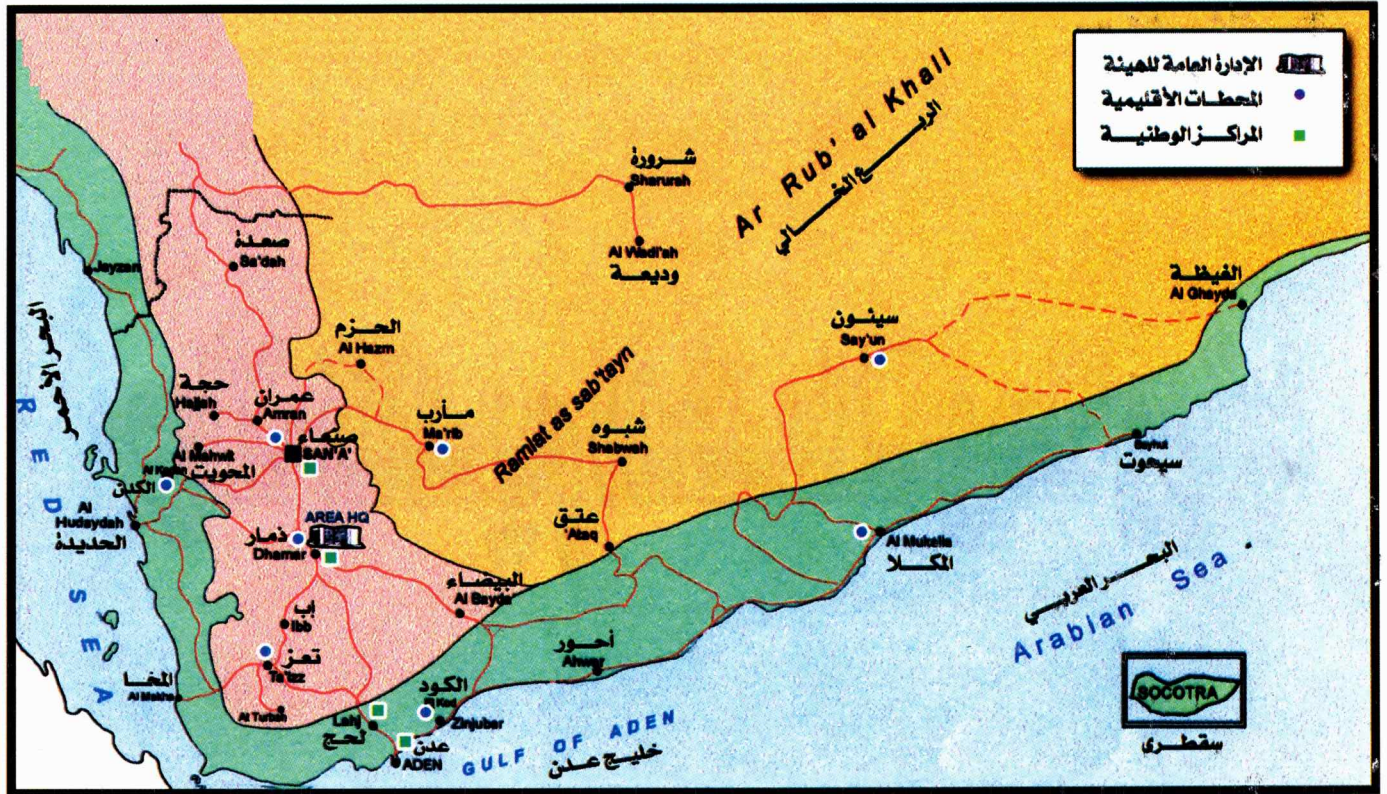 الإدارة العامة للهيئة
المحطات الأقليمية
المراكز الوطنية
Ar Rub' al Khali
الربع الخالي
شرورة
Sharurah
Al Wadi'ah
وديعة
صعدة
Sa'dah
Jayzan
البحر الأحمر
RED SEA
الحزم
Al Hazm
حجة
Hajjah
عمران
Amran
صنعاء
SAN'A'
Al Mahwit
المحويت
الكدن
Al Hudaydah
الحديدة
مأرب
Ma'rib
Ramlat as sab'tayn
شبوه
Shabwah
عتق
'Ataq
سيئون
Say'un
الغيظة
Al Ghayda
Sayhut
سيحوت
Al Mukalla
المكلا
AREA HQ
ذمار
Dhamar
البيضاء
Al Bayda
إب
Ibb
تعز
Ta'izz
المخا
Al Makha
Al Turbah
أحور
Ahwar
الكود
Kod
Zinjubar
Lahj
لحج
عدن
ADEN
GULF OF ADEN
خليج عدن
البحر العربي
Arabian Sea
SOCOTRA
سقطرى